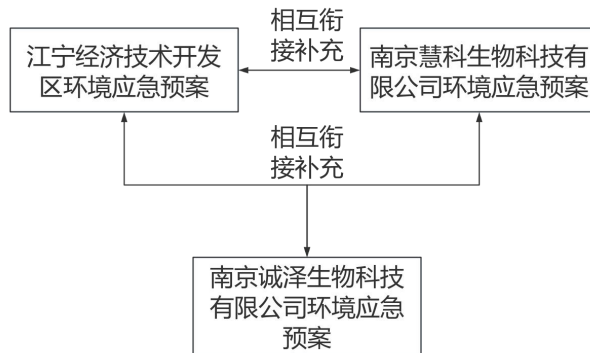 相互衔
接补充
江宁经济技术开发
区环境应急预案
南京慧科生物科技有
限公司环境应急预案
相互衔
接补充
南京诚泽生物科技
有限公司环境应急
预案